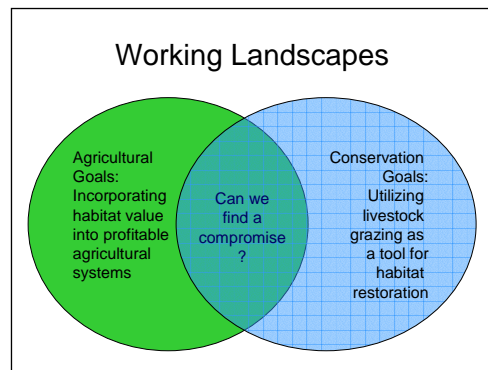 Working Landscapes
Agricultural
Goals:
Incorporating
habitat value
into profitable
agricultural
systems
Can we
find a
compromise
?
Conservation
Goals:
Utilizing
livestock
grazing as
a tool for
habitat
restoration